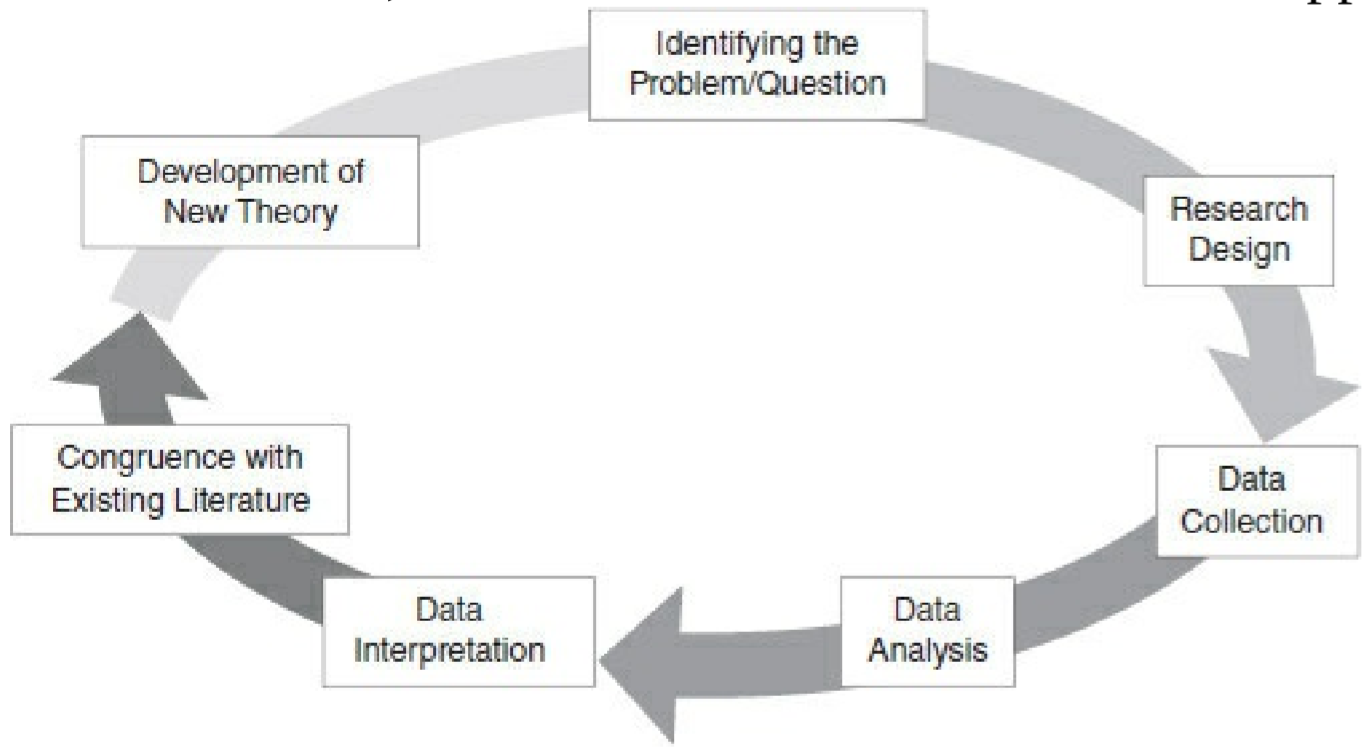 Identifying the
Problem/Question
Development of
New Theory
Research
Design
Congruence with
Existing Literature
Data
Collection
Data
Interpretation
Data
Analysis